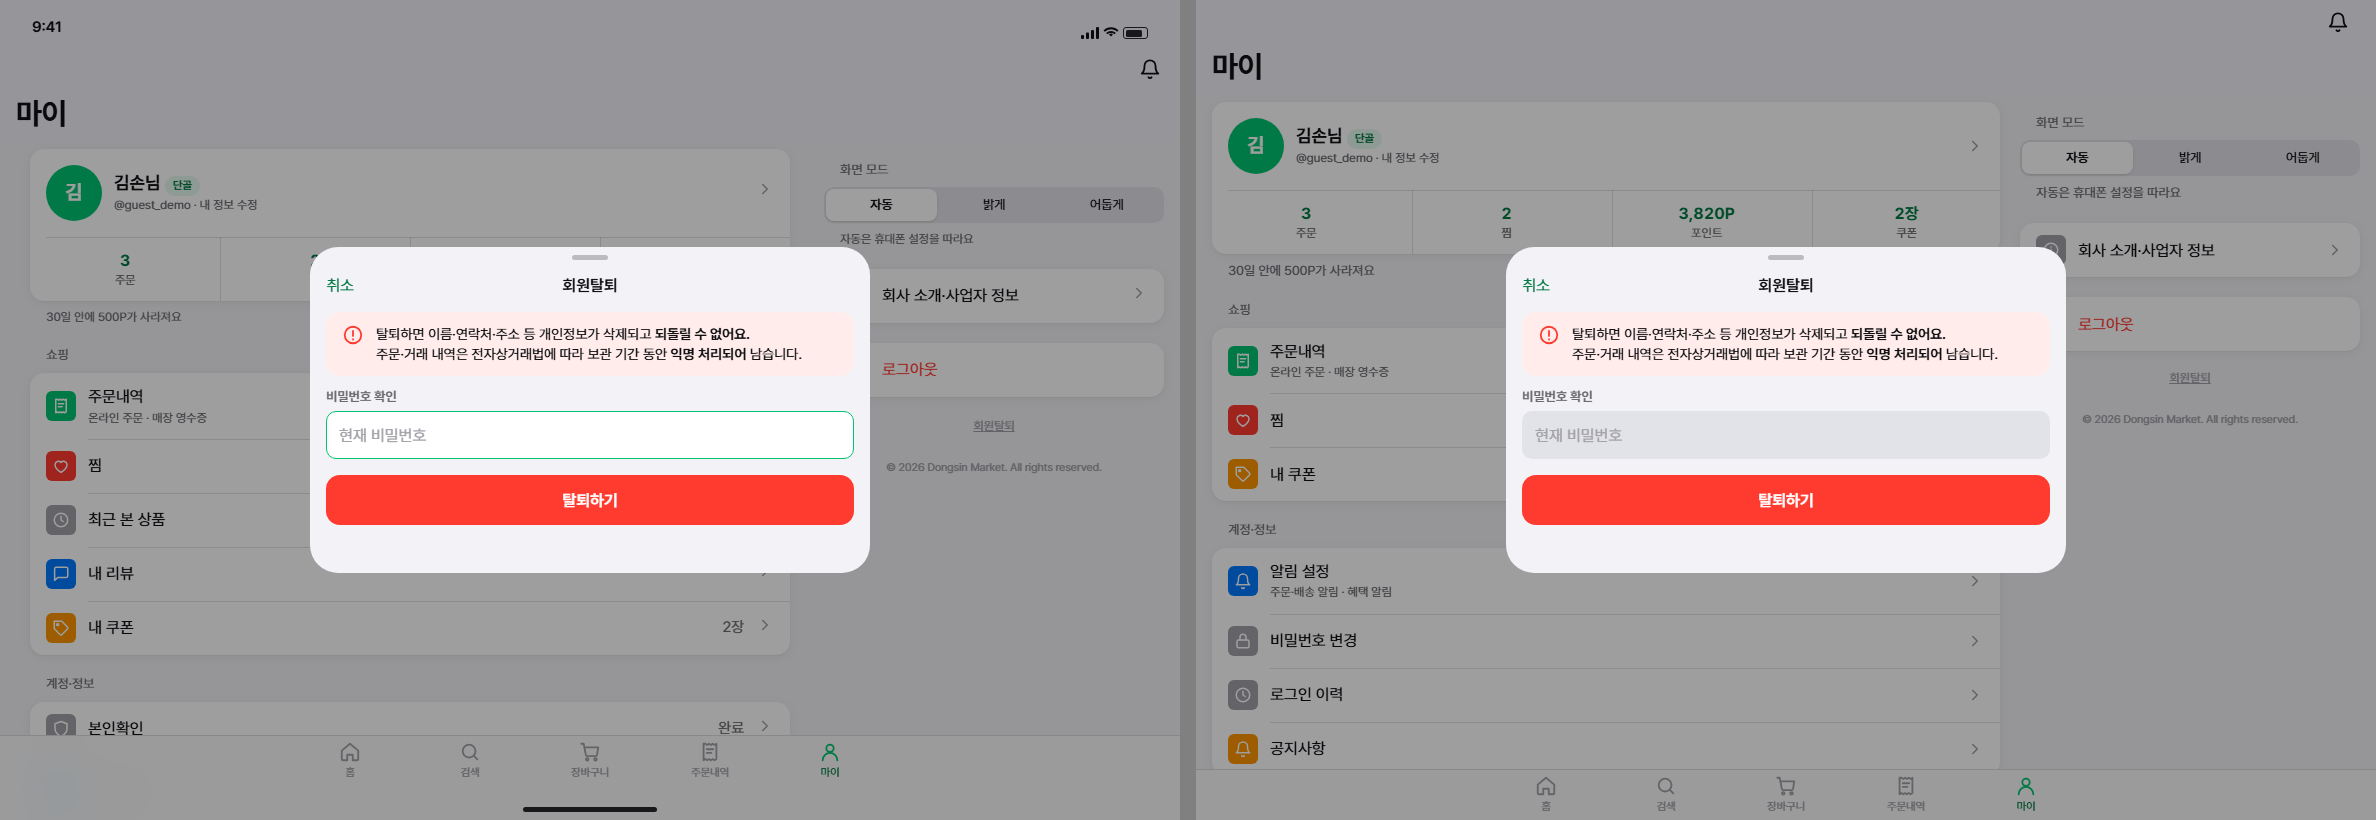 9:41
마이
김
김손님 단골
@guest_demo · 내 정보 수정
3
주문
30일 안에 500P가 사라져요
쇼핑
주문내역
온라인 주문 · 매장 영수증
찜
최근 본 상품
내 리뷰
내 쿠폰
2장
계정·정보
본인확인
완료
화면 모드
자동 밝게 어둡게
자동은 휴대폰 설정을 따라요
회사 소개·사업자 정보
로그아웃
회원탈퇴
© 2026 Dongsin Market. All rights reserved.
취소
회원탈퇴
탈퇴하면 이름·연락처·주소 등 개인정보가 삭제되고 되돌릴 수 없어요.
주문·거래 내역은 전자상거래법에 따라 보관 기간 동안 익명 처리되어 남습니다.
비밀번호 확인
현재 비밀번호
탈퇴하기
홈 검색 장바구니 주문내역 마이
마이
김
김손님 단골
@guest_demo · 내 정보 수정
3 2 3,820P 2장
주문 찜 포인트 쿠폰
30일 안에 500P가 사라져요
쇼핑
주문내역
온라인 주문 · 매장 영수증
찜
내 쿠폰
계정·정보
알림 설정
주문·배송 알림 · 혜택 알림
비밀번호 변경
로그인 이력
공지사항
화면 모드
자동 밝게 어둡게
자동은 휴대폰 설정을 따라요
회사 소개·사업자 정보
로그아웃
회원탈퇴
© 2026 Dongsin Market. All rights reserved.
취소
회원탈퇴
탈퇴하면 이름·연락처·주소 등 개인정보가 삭제되고 되돌릴 수 없어요.
주문·거래 내역은 전자상거래법에 따라 보관 기간 동안 익명 처리되어 남습니다.
비밀번호 확인
현재 비밀번호
탈퇴하기
홈 검색 장바구니 주문내역 마이